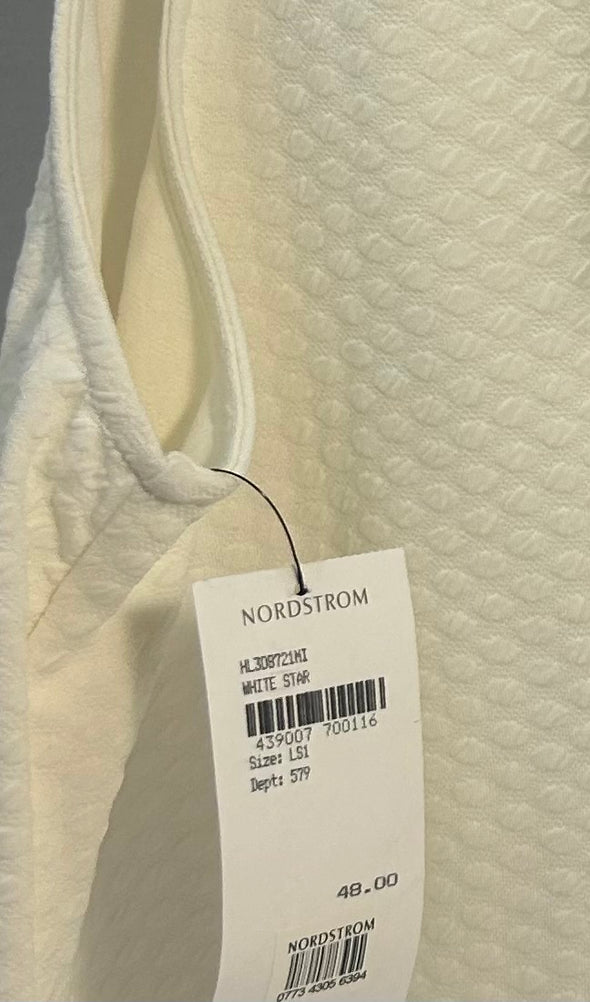 NORDSTROM
HL308721MI
WHITE STAR
439007 700116
Size: LS1
Dept: 579
48.00
NORDSTROM
0773 4305 6394